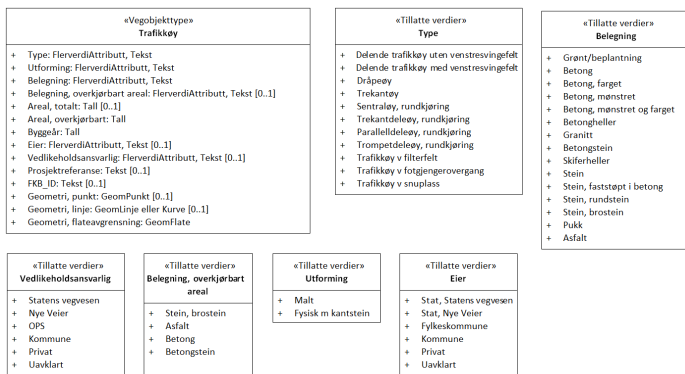 «Vegobjekttype»
Trafikkøy
+ Type: FlerverdiAttributt, Tekst
+ Utforming: FlerverdiAttributt, Tekst
+ Belegning: FlerverdiAttributt, Tekst
+ Belegning, overkjørbart areal: FlerverdiAttributt, Tekst [0..1]
+ Areal, totalt: Tall [0..1]
+ Areal, overkjørbart: Tall
+ Byggeår: Tall
+ Eier: FlerverdiAttributt, Tekst [0..1]
+ Vedlikeholdsansvarlig: FlerverdiAttributt, Tekst [0..1]
+ Prosjektreferanse: Tekst [0..1]
+ FKB_ID: Tekst [0..1]
+ Geometri, punkt: GeomPunkt [0..1]
+ Geometri, linje: GeomLinje eller Kurve [0..1]
+ Geometri, flateavgrensning: GeomFlate
«Tillatte verdier»
Type
+ Delende trafikkøy uten venstresvingefelt
+ Delende trafikkøy med venstresvingefelt
+ Dråpeøy
+ Trekantøy
+ Sentraløy, rundkjøring
+ Trekantdeleøy, rundkjøring
+ Parallelldeleøy, rundkjøring
+ Trompetdeleøy, rundkjøring
+ Trafikkøy v filterfelt
+ Trafikkøy v fotgjengerovergang
+ Trafikkøy v snuplass
«Tillatte verdier»
Belegning
+ Grønt/beplantning
+ Betong
+ Betong, farget
+ Betong, mønstret
+ Betong, mønstret og farget
+ Betongheller
+ Granitt
+ Betongstein
+ Skiferheller
+ Stein
+ Stein, faststøpt i betong
+ Stein, rundstein
+ Stein, brostein
+ Pukk
+ Asfalt
«Tillatte verdier»
Vedlikeholdsansvarlig
+ Statens vegvesen
+ Nye Veier
+ OPS
+ Kommune
+ Privat
+ Uavklart
«Tillatte verdier»
Belegning, overkjørbart
areal
+ Stein, brostein
+ Asfalt
+ Betong
+ Betongstein
«Tillatte verdier»
Utforming
+ Malt
+ Fysisk m kantstein
«Tillatte verdier»
Eier
+ Stat, Statens vegvesen
+ Stat, Nye Veier
+ Fylkeskommune
+ Kommune
+ Privat
+ Uavklart